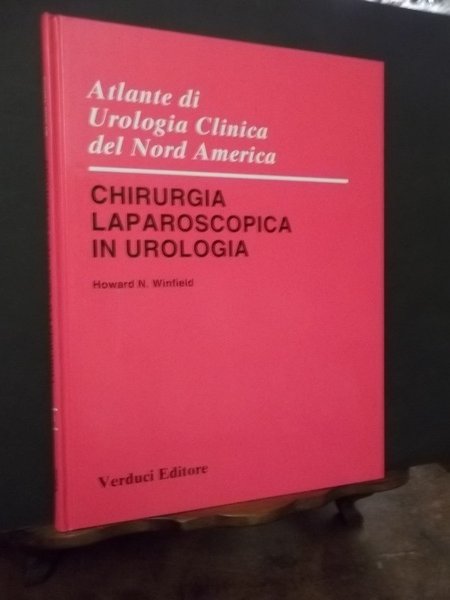 Atlante di
Urologia Clinica
del Nord America
CHIRURGIA
LAPAROSCOPICA
IN UROLOGIA
Howard N. Winfield
Verduci Editore